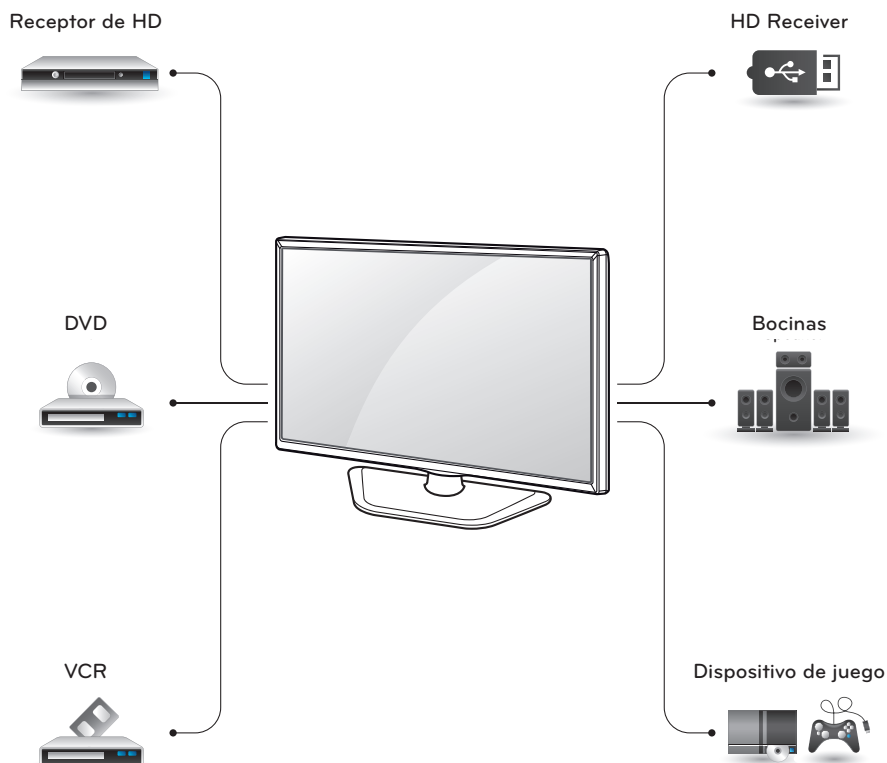 Receptor de HD
HD Receiver
DVD
Bocinas
VCR
Dispositivo de juego